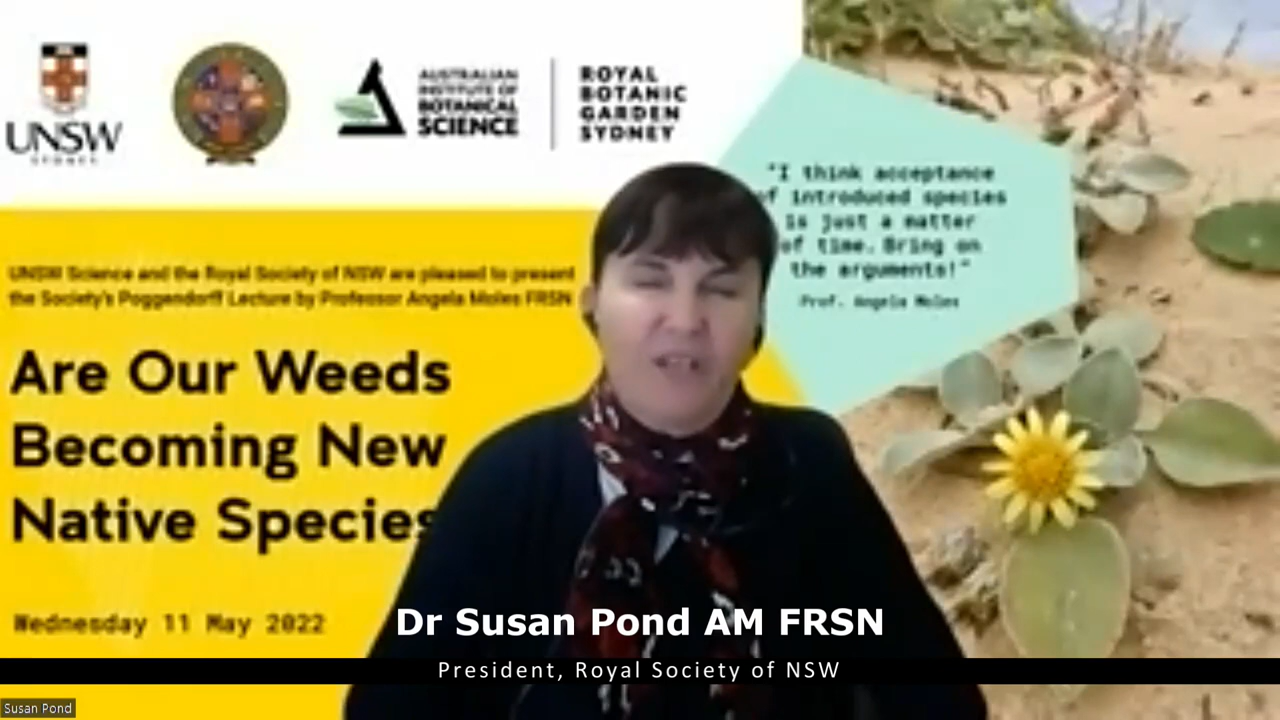 UNSW
SYDNEY
AUSTRALIAN
INSTITUTE OF
BOTANICAL
SCIENCE
ROYAL
BOTANIC
GARDEN
SYDNEY
"I think acceptance
of introduced species
is just a matter
of time. Bring on
the arguments!"
Prof. Angela Moles
UNSW Science and the Royal Society of NSW are pleased to present
the Society's Poggendorff Lecture by Professor Angela Moles FRSN
Are Our Weeds
Becoming New
Native Species
Wednesday 11 May 2022
Dr Susan Pond AM FRSN
President, Royal Society of NSW
Susan Pond